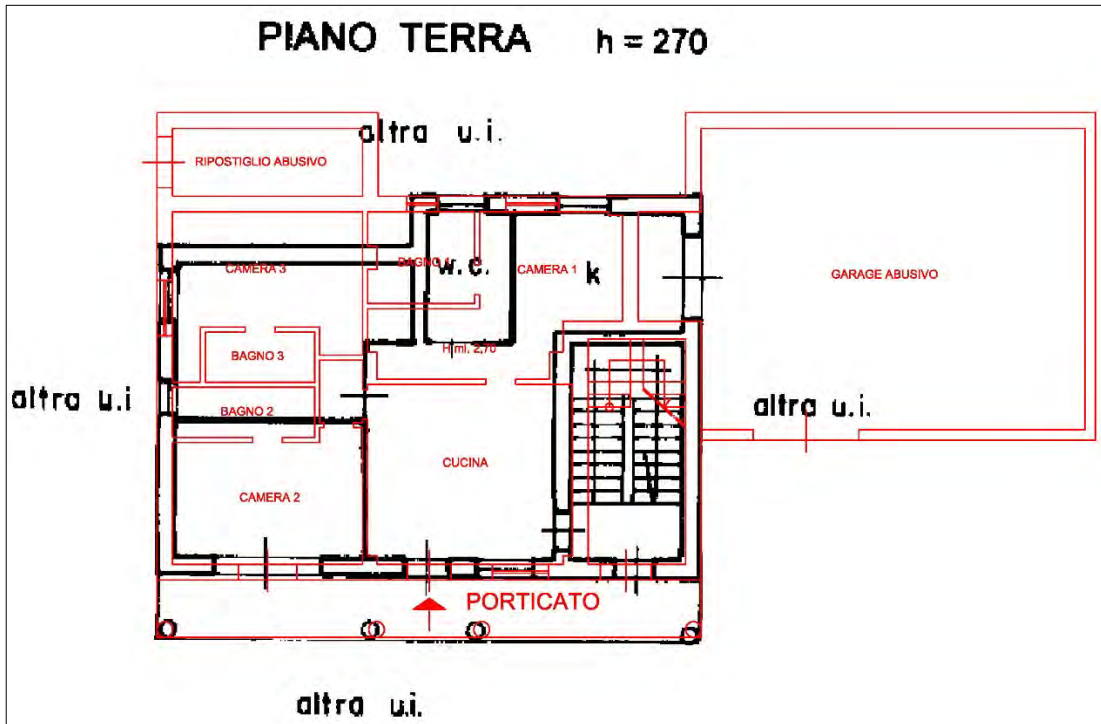 PIANO TERRA h = 270
altra u.i.
RIPOSTIGLIO ABUSIVO
CAMERA 3
w.c.
CAMERA 1
k
GARAGE ABUSIVO
H ml. 2,70
BAGNO 3
altra u.i
BAGNO 2
altra u.i.
CUCINA
CAMERA 2
PORTICATO
altra u.i.